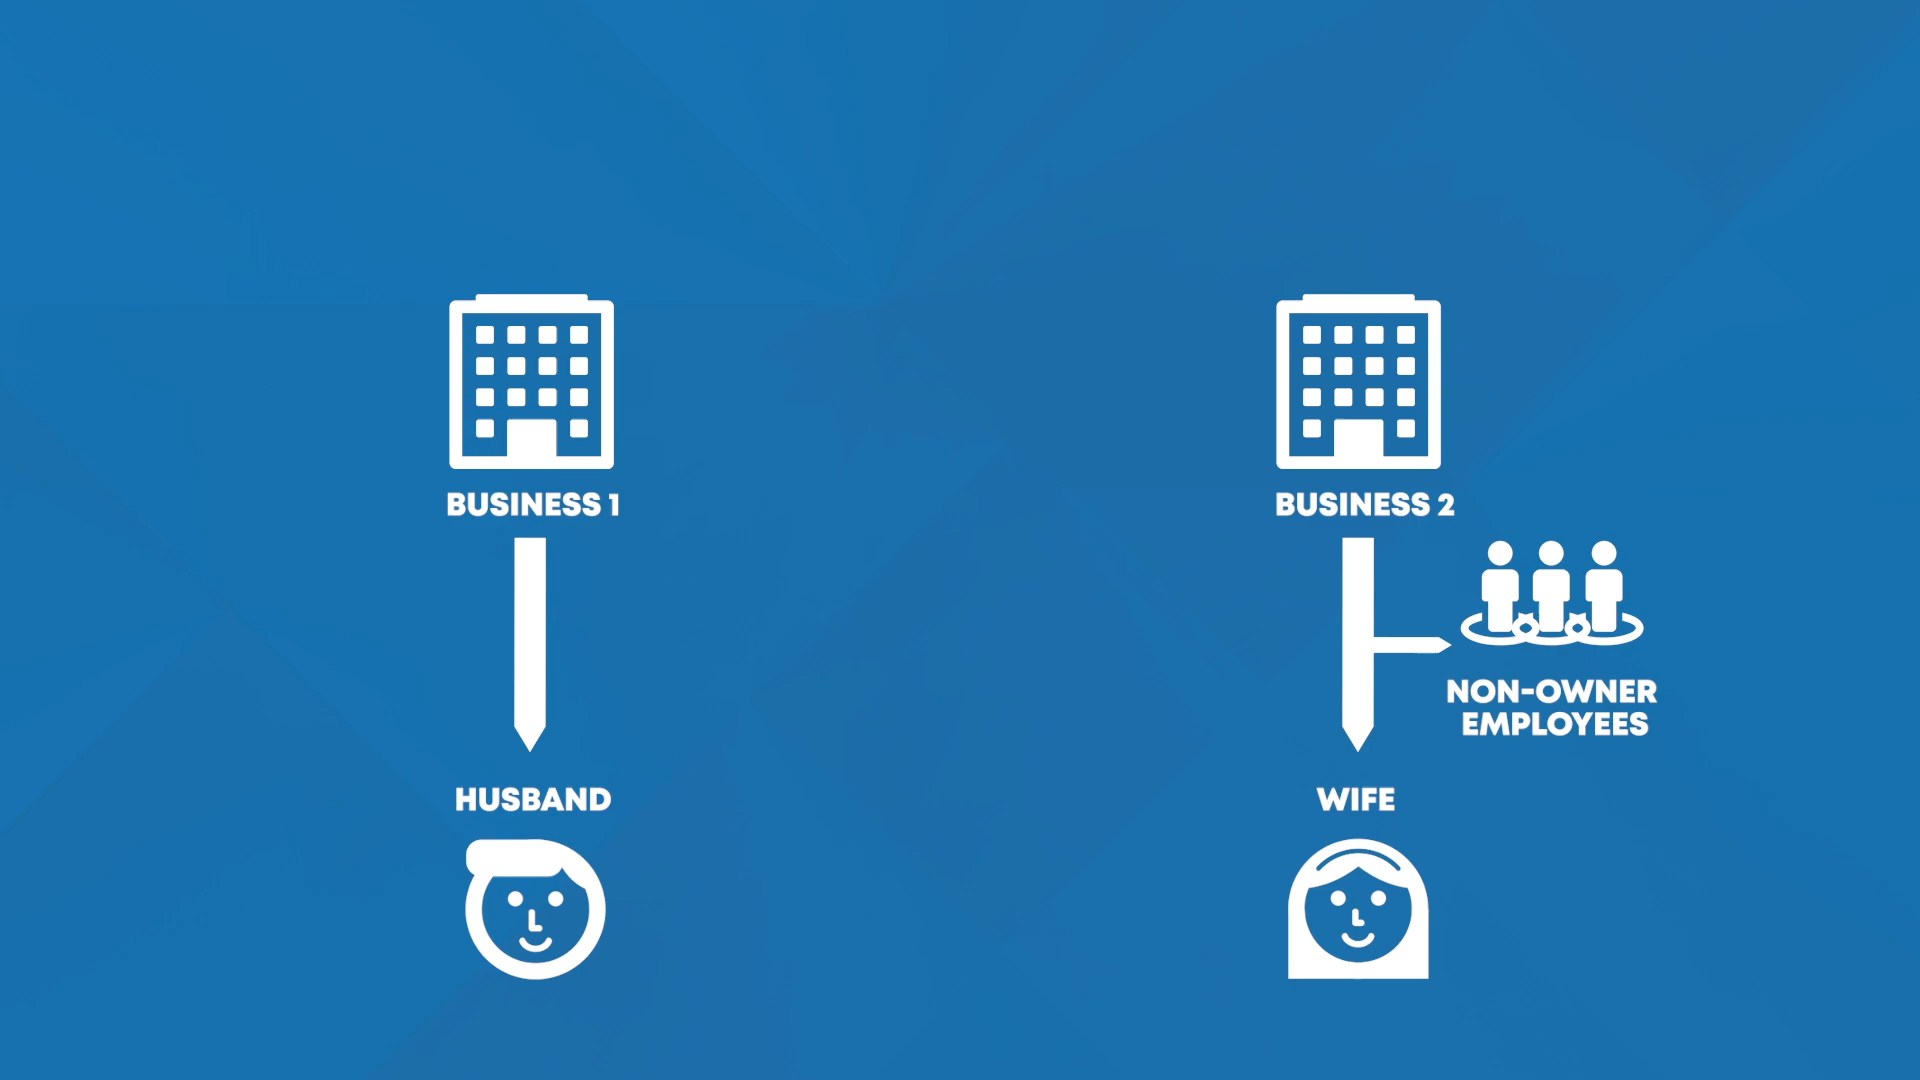 BUSINESS 1
BUSINESS 2
NON-OWNER
EMPLOYEES
HUSBAND
WIFE